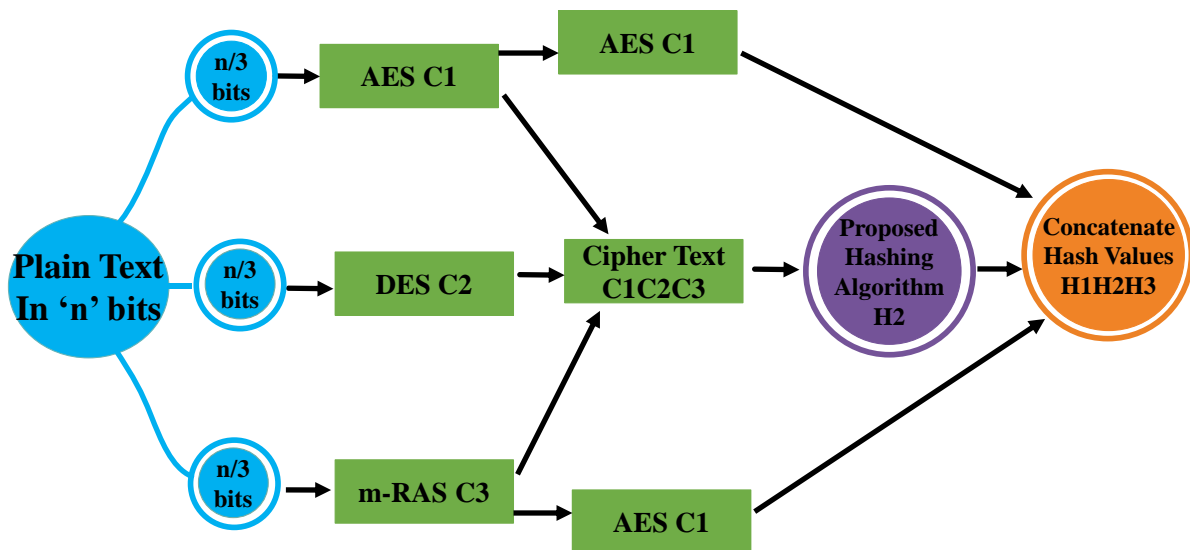 n/3
bits
AES C1
AES C1
Plain Text
In ‘n’ bits
n/3
bits
DES C2
Cipher Text
C1C2C3
Proposed
Hashing
Algorithm
H2
Concatenate
Hash Values
H1H2H3
n/3
bits
m-RAS C3
AES C1